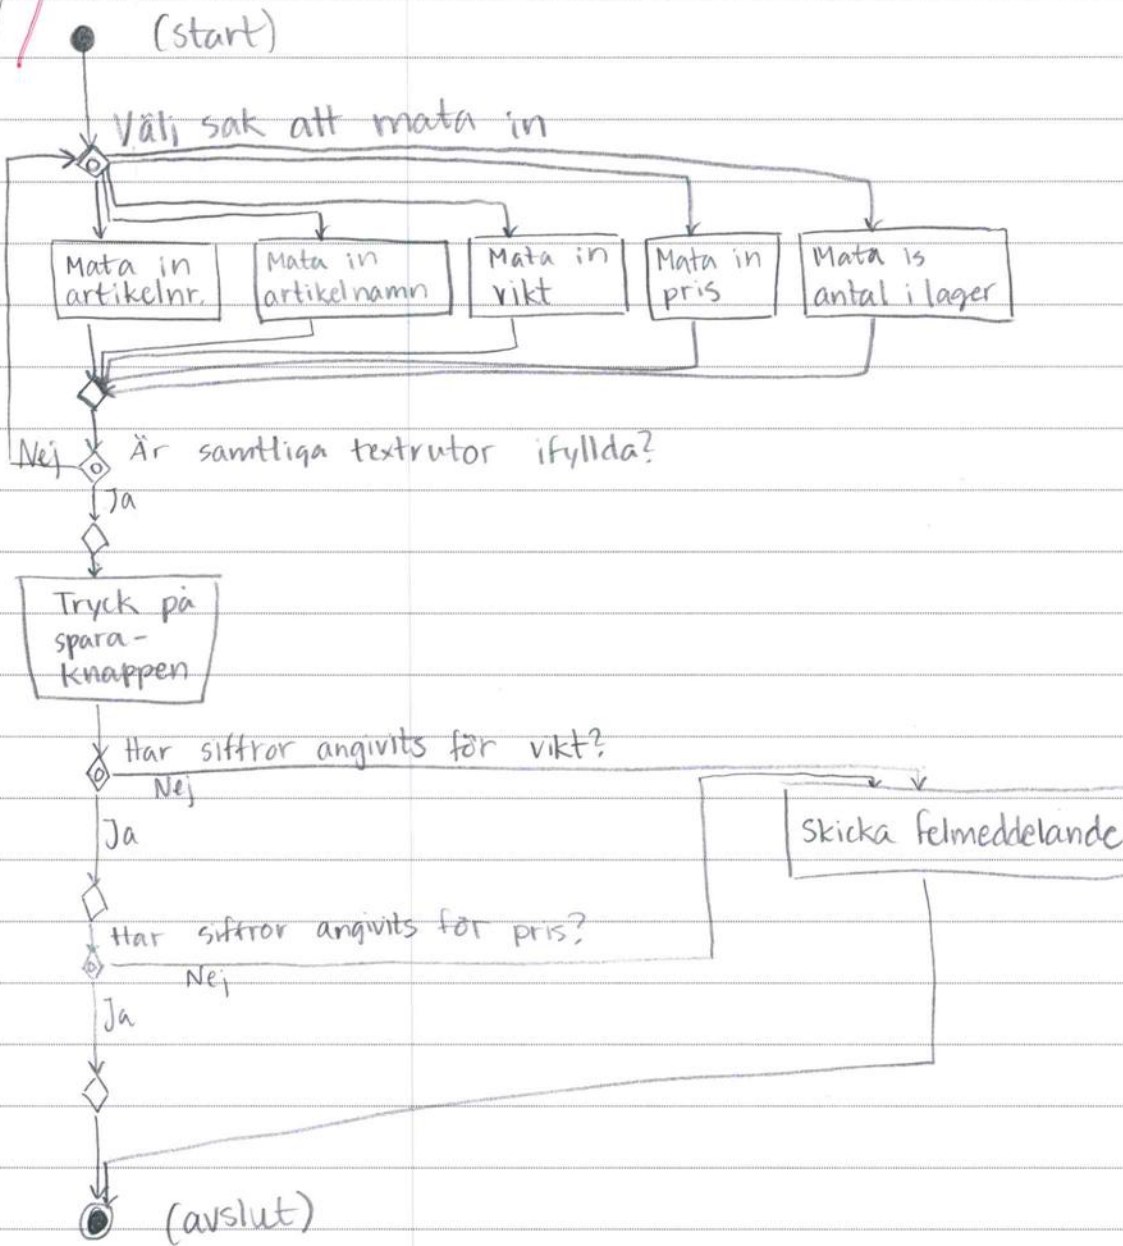 (start)
Välj sak att mata in
Mata in
artikelnr.
Mata in
artikelnamn
Mata in
vikt
Mata in
pris
Mata is
antal i lager
Nej
Är samtliga textrutor ifyllda?
Ja
Tryck på
spara-
knappen
Har siffror angivits för vikt?
Nej
Skicka felmeddelande
Ja
Har siffror angivits för pris?
Nej
Ja
(avslut)